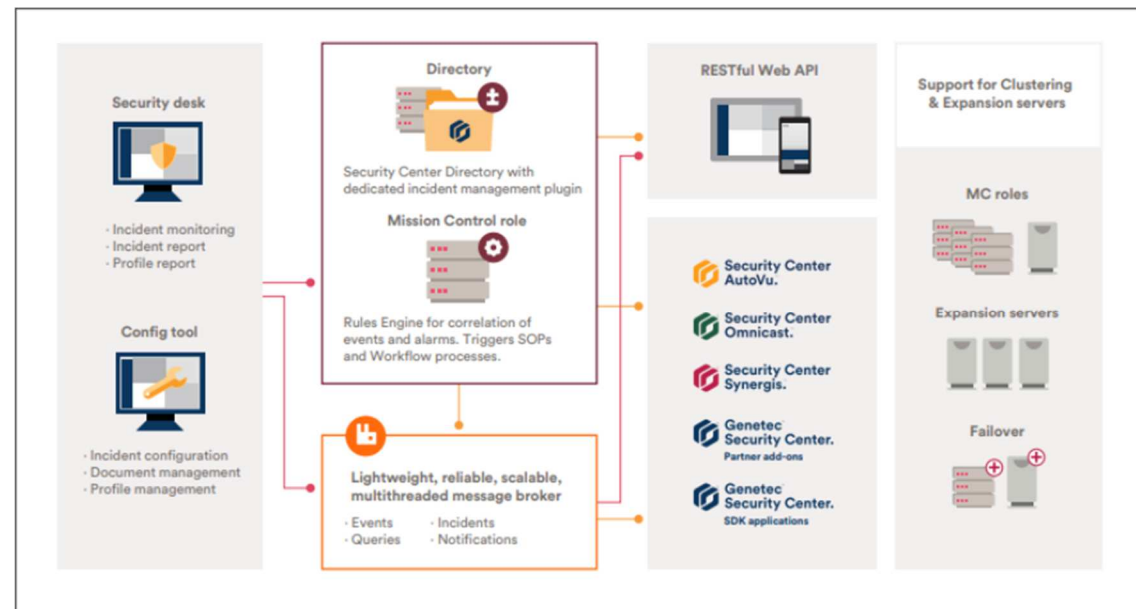 Security desk
· Incident monitoring
· Incident report
· Profile report
Config tool
· Incident configuration
· Document management
· Profile management
Directory
Security Center Directory with
dedicated incident management plugin
Mission Control role
Rules Engine for correlation of
events and alarms. Triggers SOPs
and Workflow processes.
Lightweight, reliable, scalable,
multithreaded message broker
· Events
· Queries
· Incidents
· Notifications
RESTful Web API
Security Center
AutoVu.
Security Center
Omnicast.
Security Center
Synergis.
Genetec
Security Center.
Partner add-ons
Genetec
Security Center.
SDK applications
Support for Clustering
& Expansion servers
MC roles
Expansion servers
Failover